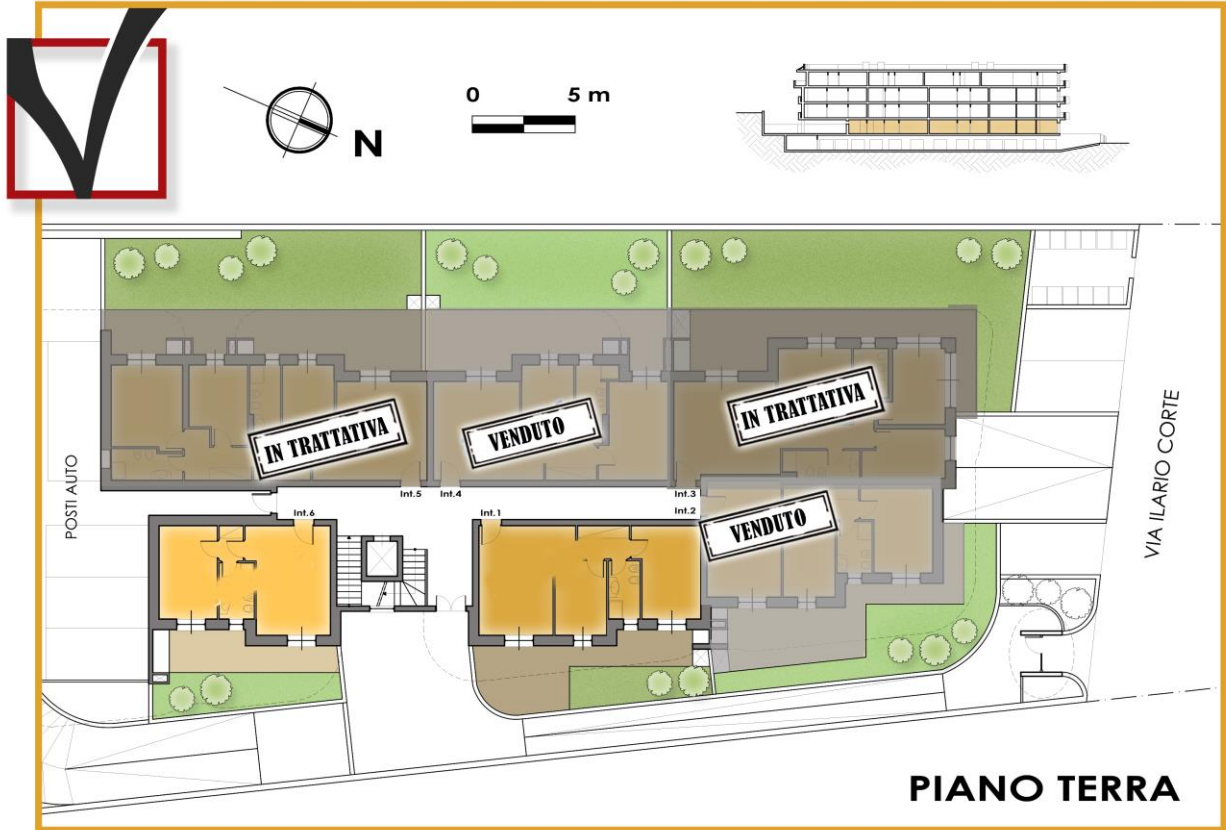 0 5 m
N
IN TRATTATIVA
VENDUTO
IN TRATTATIVA
VENDUTO
POSTI AUTO
VIA ILARIO CORTE
Int.5
Int.4
Int.3
Int.2
Int.6
Int.1
PIANO TERRA